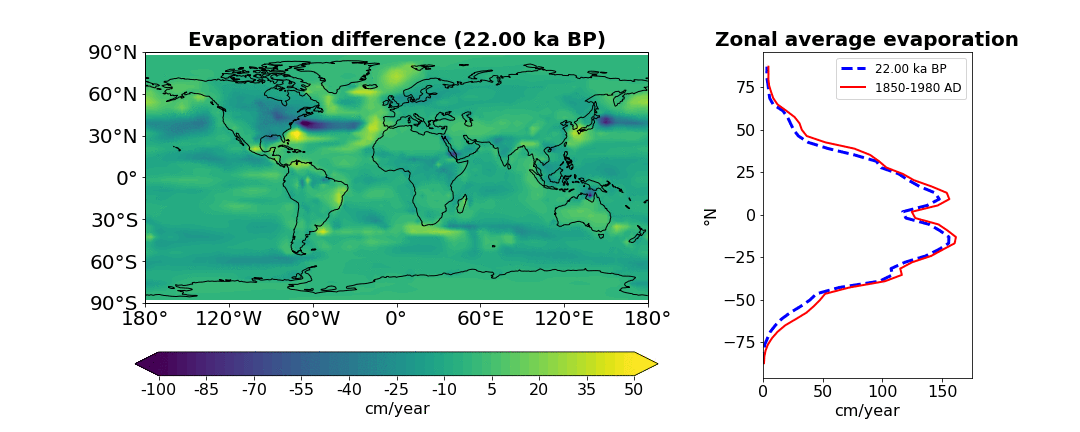 Evaporation difference (22.00 ka BP)
90°N
60°N
30°N
0°
30°S
60°S
90°S
180° 120°W 60°W 0° 60°E 120°E 180°
-100 -85 -70 -55 -40 -25 -10 5 20 35 50
cm/year
Zonal average evaporation
22.00 ka BP
1850-1980 AD
°N
75
50
25
0
−25
−50
−75
0 50 100 150
cm/year